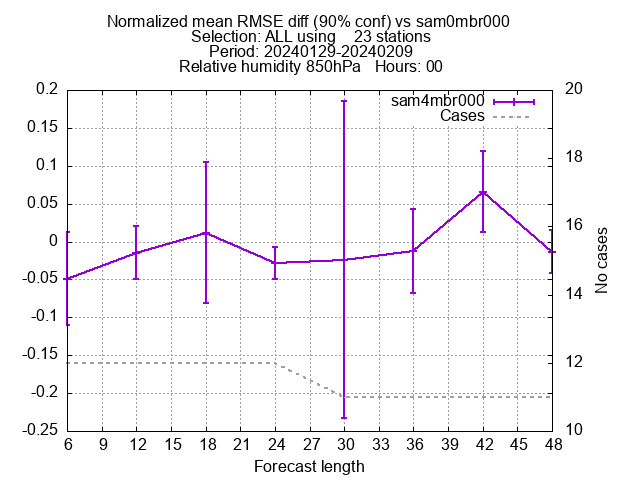 Normalized mean RMSE diff (90% conf) vs sam0mbr000
Selection: ALL using    23 stations
Period: 20240129-20240209
Relative humidity 850hPa   Hours: 00
sam4mbr000
Cases
0.2
0.15
0.1
0.05
0
-0.05
-0.1
-0.15
-0.2
-0.25
20
18
16
14
12
10
No cases
6 9 12 15 18 21 24 27 30 33 36 39 42 45 48
Forecast length